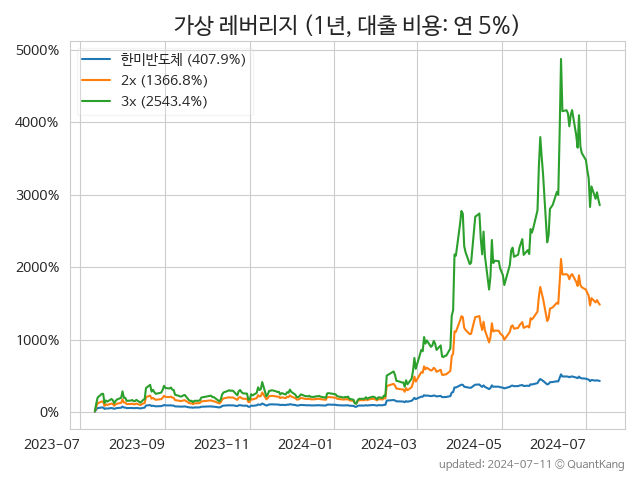 가상 레버리지 (1년, 대출 비용: 연 5%)
5000%
4000%
3000%
2000%
1000%
0%
한미반도체 (407.9%)
2x (1366.8%)
3x (2543.4%)
2023-07
2023-09
2023-11
2024-01
2024-03
2024-05
2024-07
updated: 2024-07-11 © QuantKang